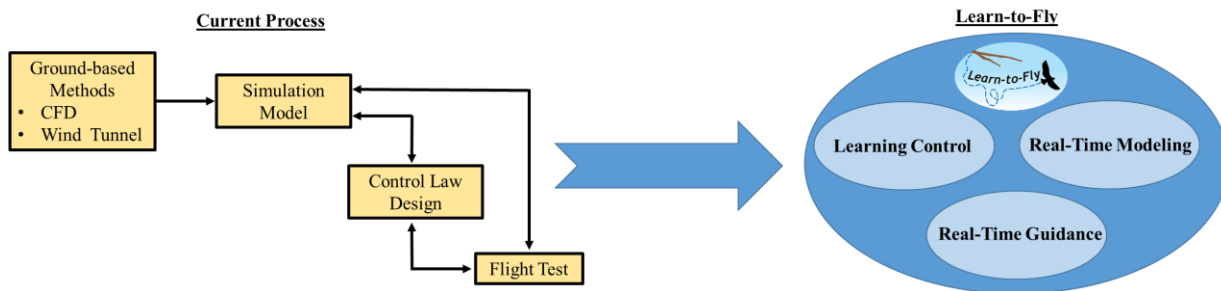 Current Process
Ground-based
Methods
• CFD
• Wind Tunnel
Simulation
Model
Control Law
Design
Flight Test
Learn-to-Fly
Learn-to-Fly
Learning Control
Real-Time Modeling
Real-Time Guidance